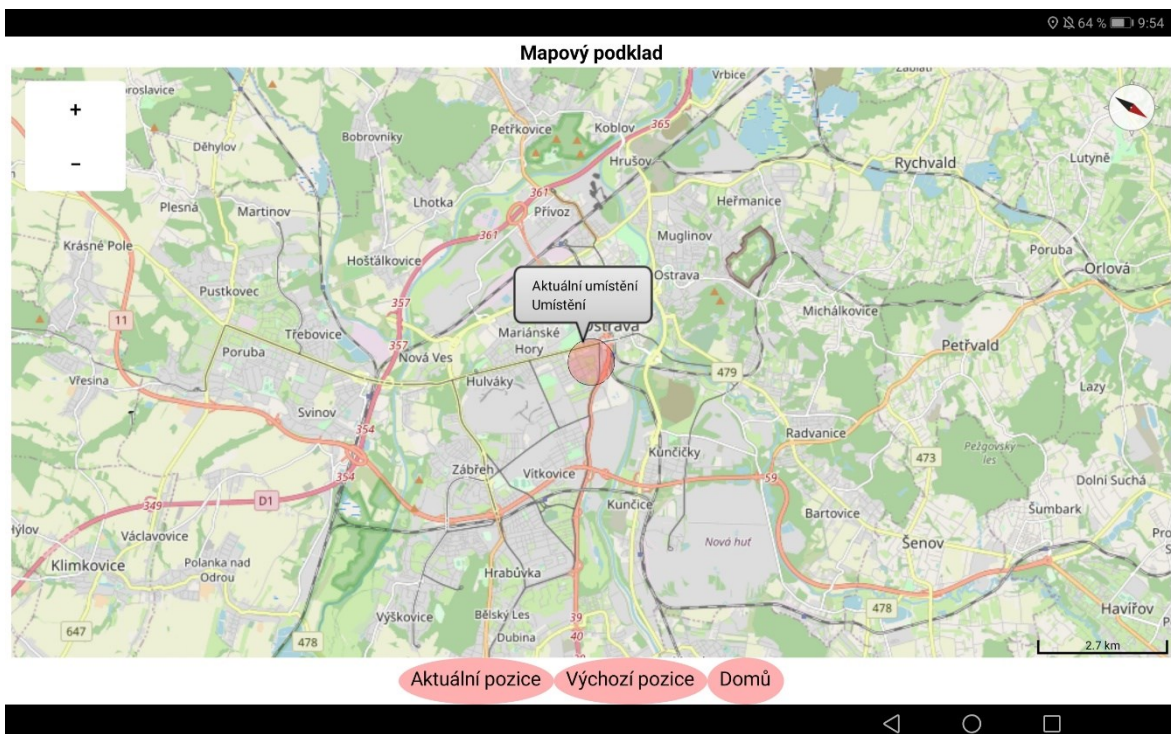 64 % 9:54
Mapový podklad
+
−
Vrbice
Děhylov
Bobrovníky
Petřkovice
Koblov
365
Hrušov
Rychvald
Lutyně
Plesná
Martinov
Lhotka
361
Přívoz
Heřmanice
361
Muglinov
Krásné Pole
Hošťálkovice
Ostrava
Poruba
Orlová
Pustkovec
Aktuální umístění
Umístění
357
Michálkovice
11
Třebovice
Mariánské
Hory
357
Poruba
Nová Ves
Petřvald
Vřesina
Hulváky
479
Lazy
Svinov
354
Radvanice
Pežgovský
les
Kunčičky
473
354
Zábřeh
Vítkovice
59
Dolní Suchá
349
D1
Kunčice
Bartovice
Šumbark
Václavovice
Nová huť
Šenov
Klimkovice
Polanka nad
Odrou
Hrabůvka
Výškovice
Bělský Les
39
478
Havířov
647
478
Dubina
40
2.7 km
Aktuální pozice
Výchozí pozice
Domů